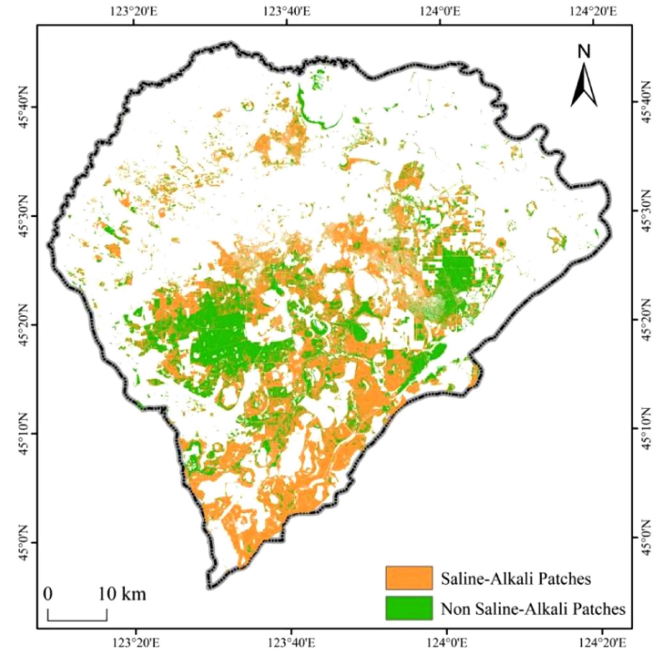 123°20'E 123°40'E 124°0'E 124°20'E
N
45°40'N 45°40'N
45°30'N 45°30'N
45°20'N 45°20'N
45°10'N 45°10'N
45°0'N 45°0'N
Saline-Alkali Patches
0 10 km
Non Saline-Alkali Patches
123°20'E 123°40'E 124°0'E 124°20'E